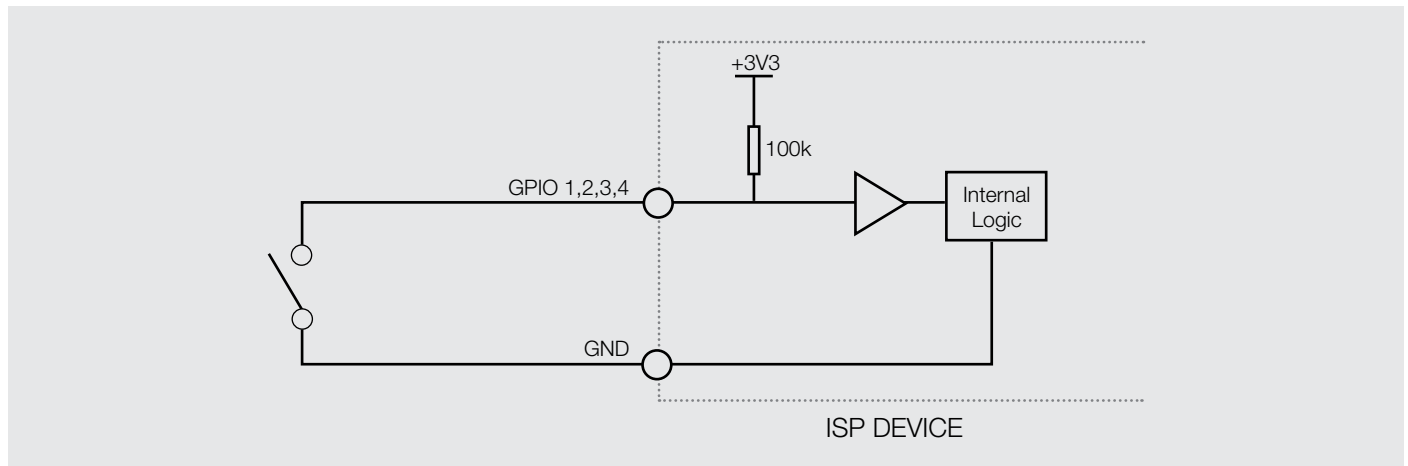 +3V3
100k
GPIO 1,2,3,4
Internal
Logic
GND
ISP DEVICE